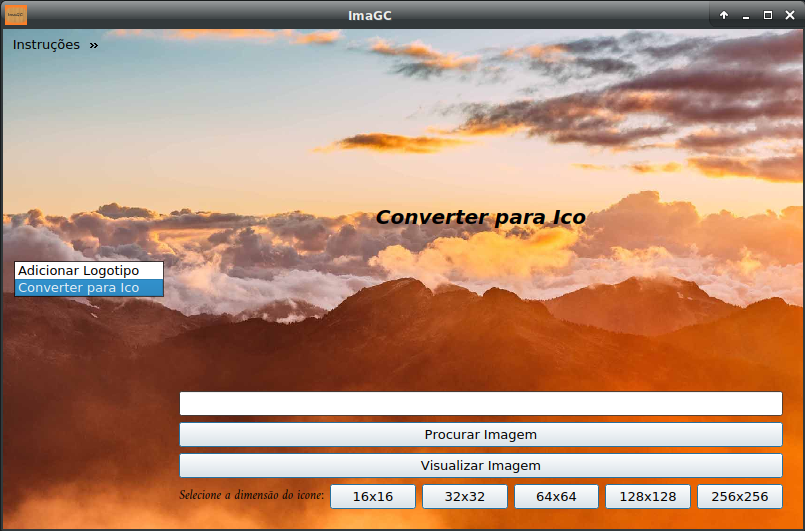 ImaGC
Instruções »
Converter para Ico
Adicionar Logotipo
Converter para Ico
Procurar Imagem
Visualizar Imagem
Selecione a dimensão do icone: 16x16 32x32 64x64 128x128 256x256